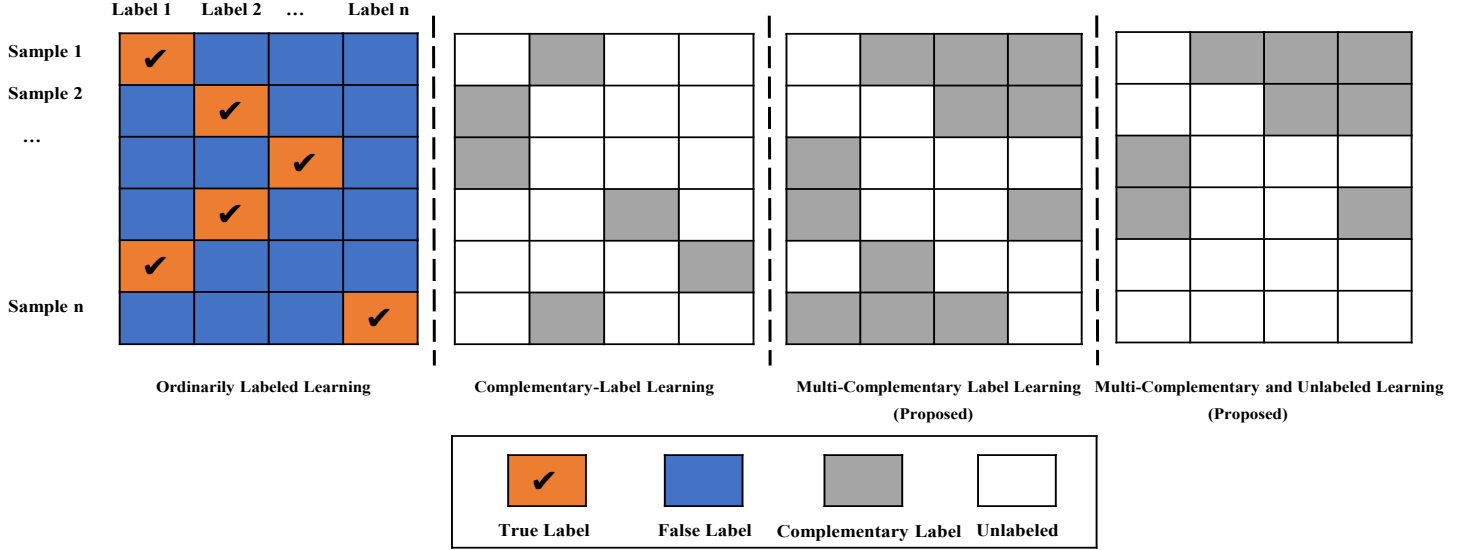 Label 1 Label 2 … Label n
Sample 1
Sample 2
…
Sample n
Ordinarily Labeled Learning
Complementary-Label Learning
Multi-Complementary Label Learning
(Proposed)
Multi-Complementary and Unlabeled Learning
(Proposed)
True Label
False Label
Complementary Label
Unlabeled